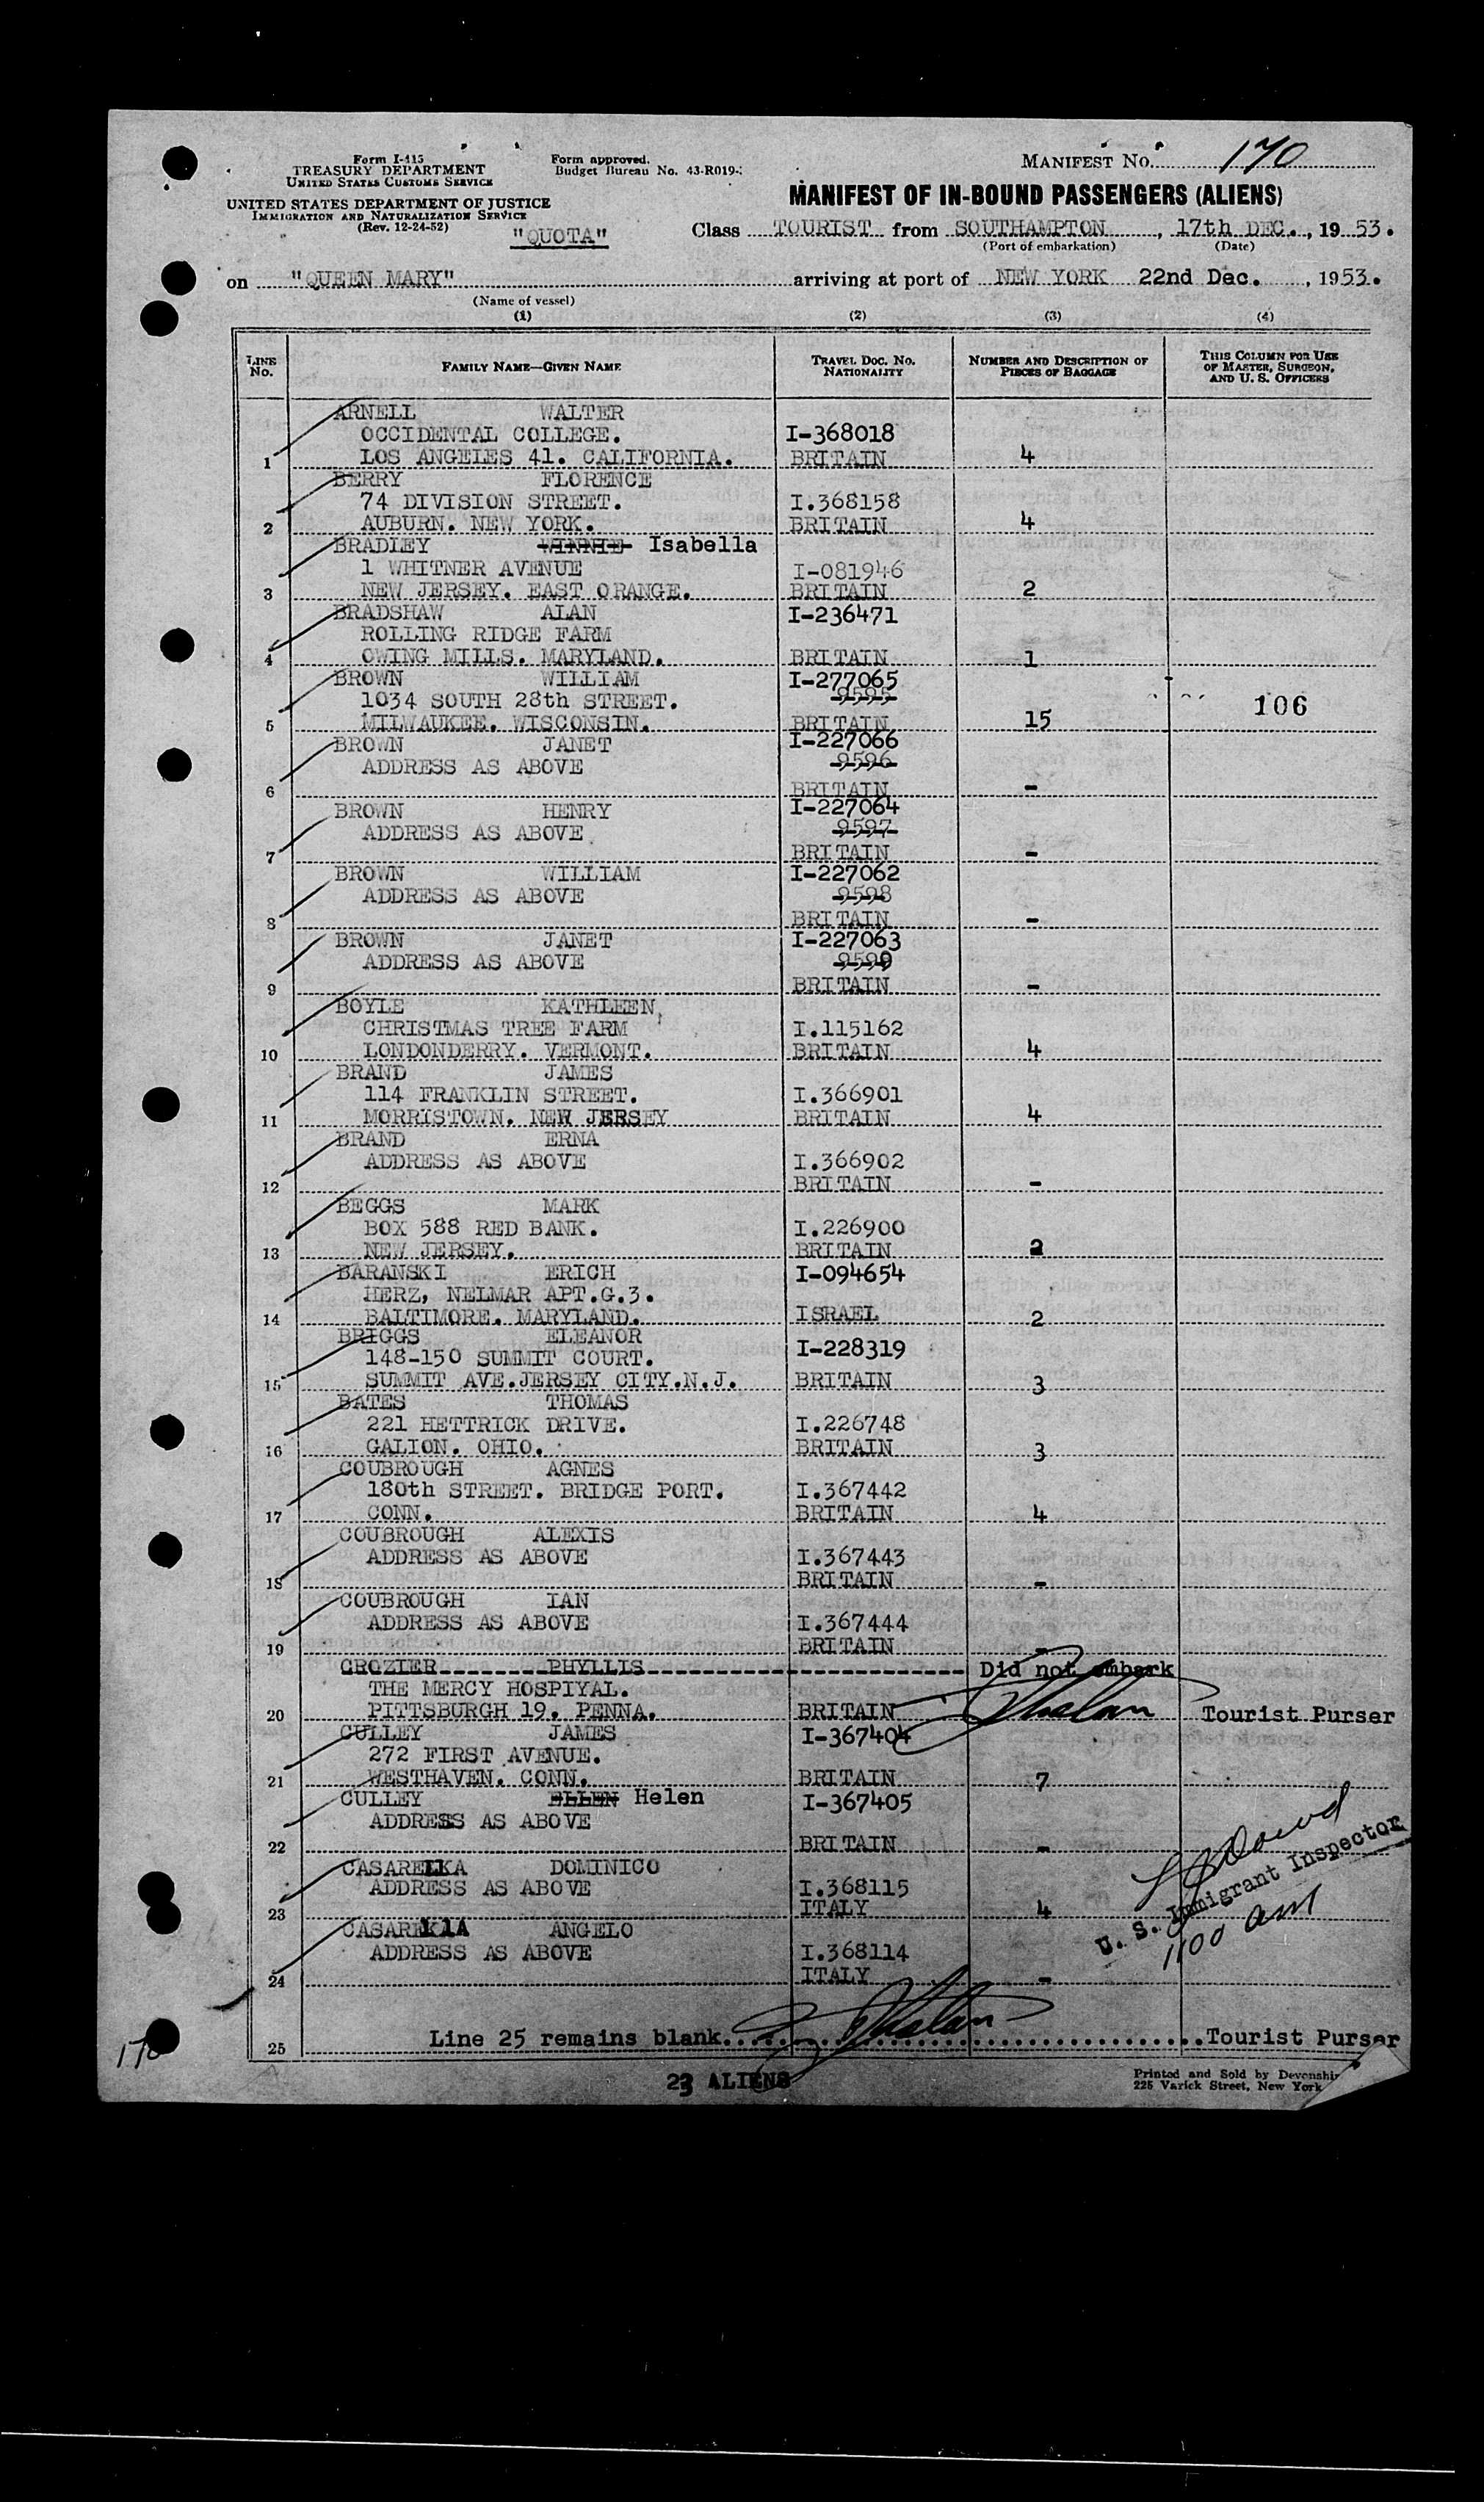 Form I-415
TREASURY DEPARTMENT
UNITED STATES CUSTOMS SERVICE
UNITED STATES DEPARTMENT OF JUSTICE
IMMIGRATION AND NATURALIZATION SERVICE
(Rev. 12-24-52)
Form approved.
Budget Bureau No. 43-R019-
"QUOTA"
MANIFEST NO. 170
MANIFEST OF IN-BOUND PASSENGERS (ALIENS)
Class TOURIST from SOUTHAMPTON, 17th DEC., 1953.
(Port of embarkation) (Date)
on "QUEEN MARY" arriving at port of NEW YORK 22nd Dec., 1953.
(Name of vessel)
(1) (2) (3) (4)
LINE No. FAMILY NAME—GIVEN NAME TRAVEL DOC. NO. NATIONALITY NUMBER AND DESCRIPTION OF PIECES OF BAGGAGE THIS COLUMN FOR USE OF MASTER, SURGEON, AND U. S. OFFICERS
ARNELL WALTER
OCCIDENTAL COLLEGE. I-368018
1 LOS ANGELES 41. CALIFORNIA. BRITAIN 4
BERRY FLORENCE
74 DIVISION STREET. I.368158
2 AUBURN. NEW YORK. BRITAIN 4
BRADLEY WINNIE Isabella
1 WHITNER AVENUE I-081946
3 NEW JERSEY. EAST ORANGE. BRITAIN 2
BRADSHAW ALAN I-236471
ROLLING RIDGE FARM
4 OWING MILLS. MARYLAND. BRITAIN 1
BROWN WILLIAM I-277065
1034 SOUTH 28th STREET. 9595 106
5 MILWAUKEE. WISCONSIN. BRITAIN 15
BROWN JANET I-227066
ADDRESS AS ABOVE 9596
6 BRITAIN -
BROWN HENRY I-227064
ADDRESS AS ABOVE 9597
7 BRITAIN -
BROWN WILLIAM I-227062
ADDRESS AS ABOVE 9598
8 BRITAIN -
BROWN JANET I-227063
ADDRESS AS ABOVE 9599
9 BRITAIN -
BOYLE KATHLEEN
CHRISTMAS TREE FARM I.115162
10 LONDONDERRY. VERMONT. BRITAIN 4
BRAND JAMES
114 FRANKLIN STREET. I.366901
11 MORRISTOWN. NEW JERSEY BRITAIN 4
BRAND ERNA
ADDRESS AS ABOVE I.366902
12 BRITAIN -
BEGGS MARK
BOX 588 RED BANK. I.226900
13 NEW JERSEY. BRITAIN 2
BARANSKI ERICH I-094654
HERZ, NELMAR APT.G.3.
14 BALTIMORE. MARYLAND. ISRAEL 2
BRIGGS ELEANOR
148-150 SUMMIT COURT. I-228319
15 SUMMIT AVE.JERSEY CITY.N.J. BRITAIN 3
BATES THOMAS
221 HETTRICK DRIVE. I.226748
16 GALION. OHIO. BRITAIN 3
COUBROUGH AGNES
180th STREET. BRIDGE PORT. I.367442
17 CONN. BRITAIN 4
COUBROUGH ALEXIS
ADDRESS AS ABOVE I.367443
18 BRITAIN -
COUBROUGH IAN
ADDRESS AS ABOVE I.367444
19 BRITAIN -
CROZIER PHYLLIS Did not embark
THE MERCY HOSPIYAL.
20 PITTSBURGH 19. PENNA. BRITAIN Tourist Purser
CULLEY JAMES I-367404
272 FIRST AVENUE.
21 WESTHAVEN. CONN. BRITAIN 7
CULLEY ELLEN Helen I-367405
ADDRESS AS ABOVE
22 BRITAIN -
CASARELLA DOMINICO
ADDRESS AS ABOVE I.368115
23 ITALY 4
CASARELLA ANGELO
ADDRESS AS ABOVE I.368114
24 ITALY -
U. S. Immigrant Inspector
1100 am
25 Line 25 remains blank. Tourist Purser
23 ALIENS
Printed and Sold by
225 Varick Street, New York